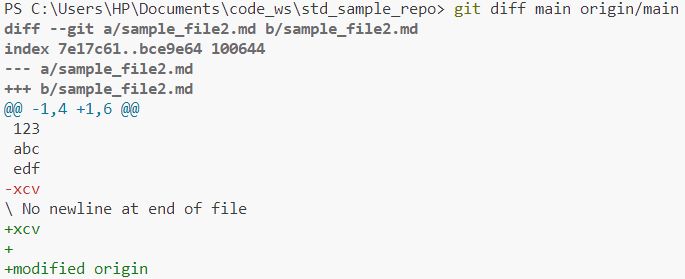 PS C:\Users\HP\Documents\code_ws\std_sample_repo> git diff main origin/main
diff --git a/sample_file2.md b/sample_file2.md
index 7e17c61..bce9e64 100644
--- a/sample_file2.md
+++ b/sample_file2.md
@@ -1,4 +1,6 @@
 123
 abc
 edf
-xcv
\ No newline at end of file
+xcv
+
+modified origin